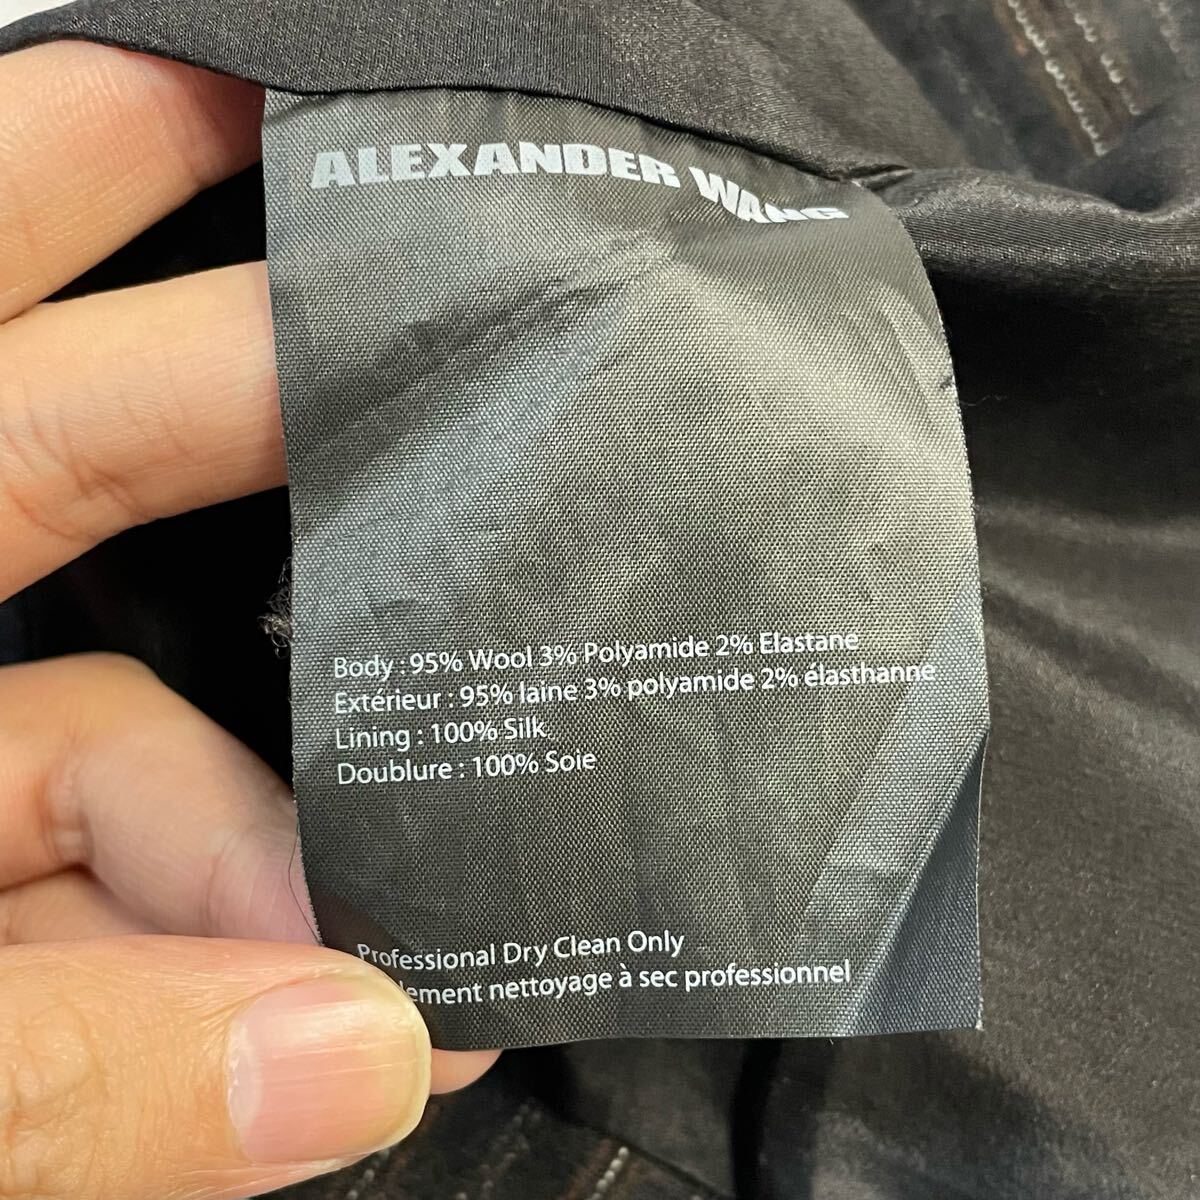 ALEXANDER WANG
Body : 95% Wool 3% Polyamide 2% Elastane
Extérieur : 95% laine 3% polyamide 2% élasthanne
Lining : 100% Silk
Doublure : 100% Soie
Professional Dry Clean Only
nettoyage à sec professionnel